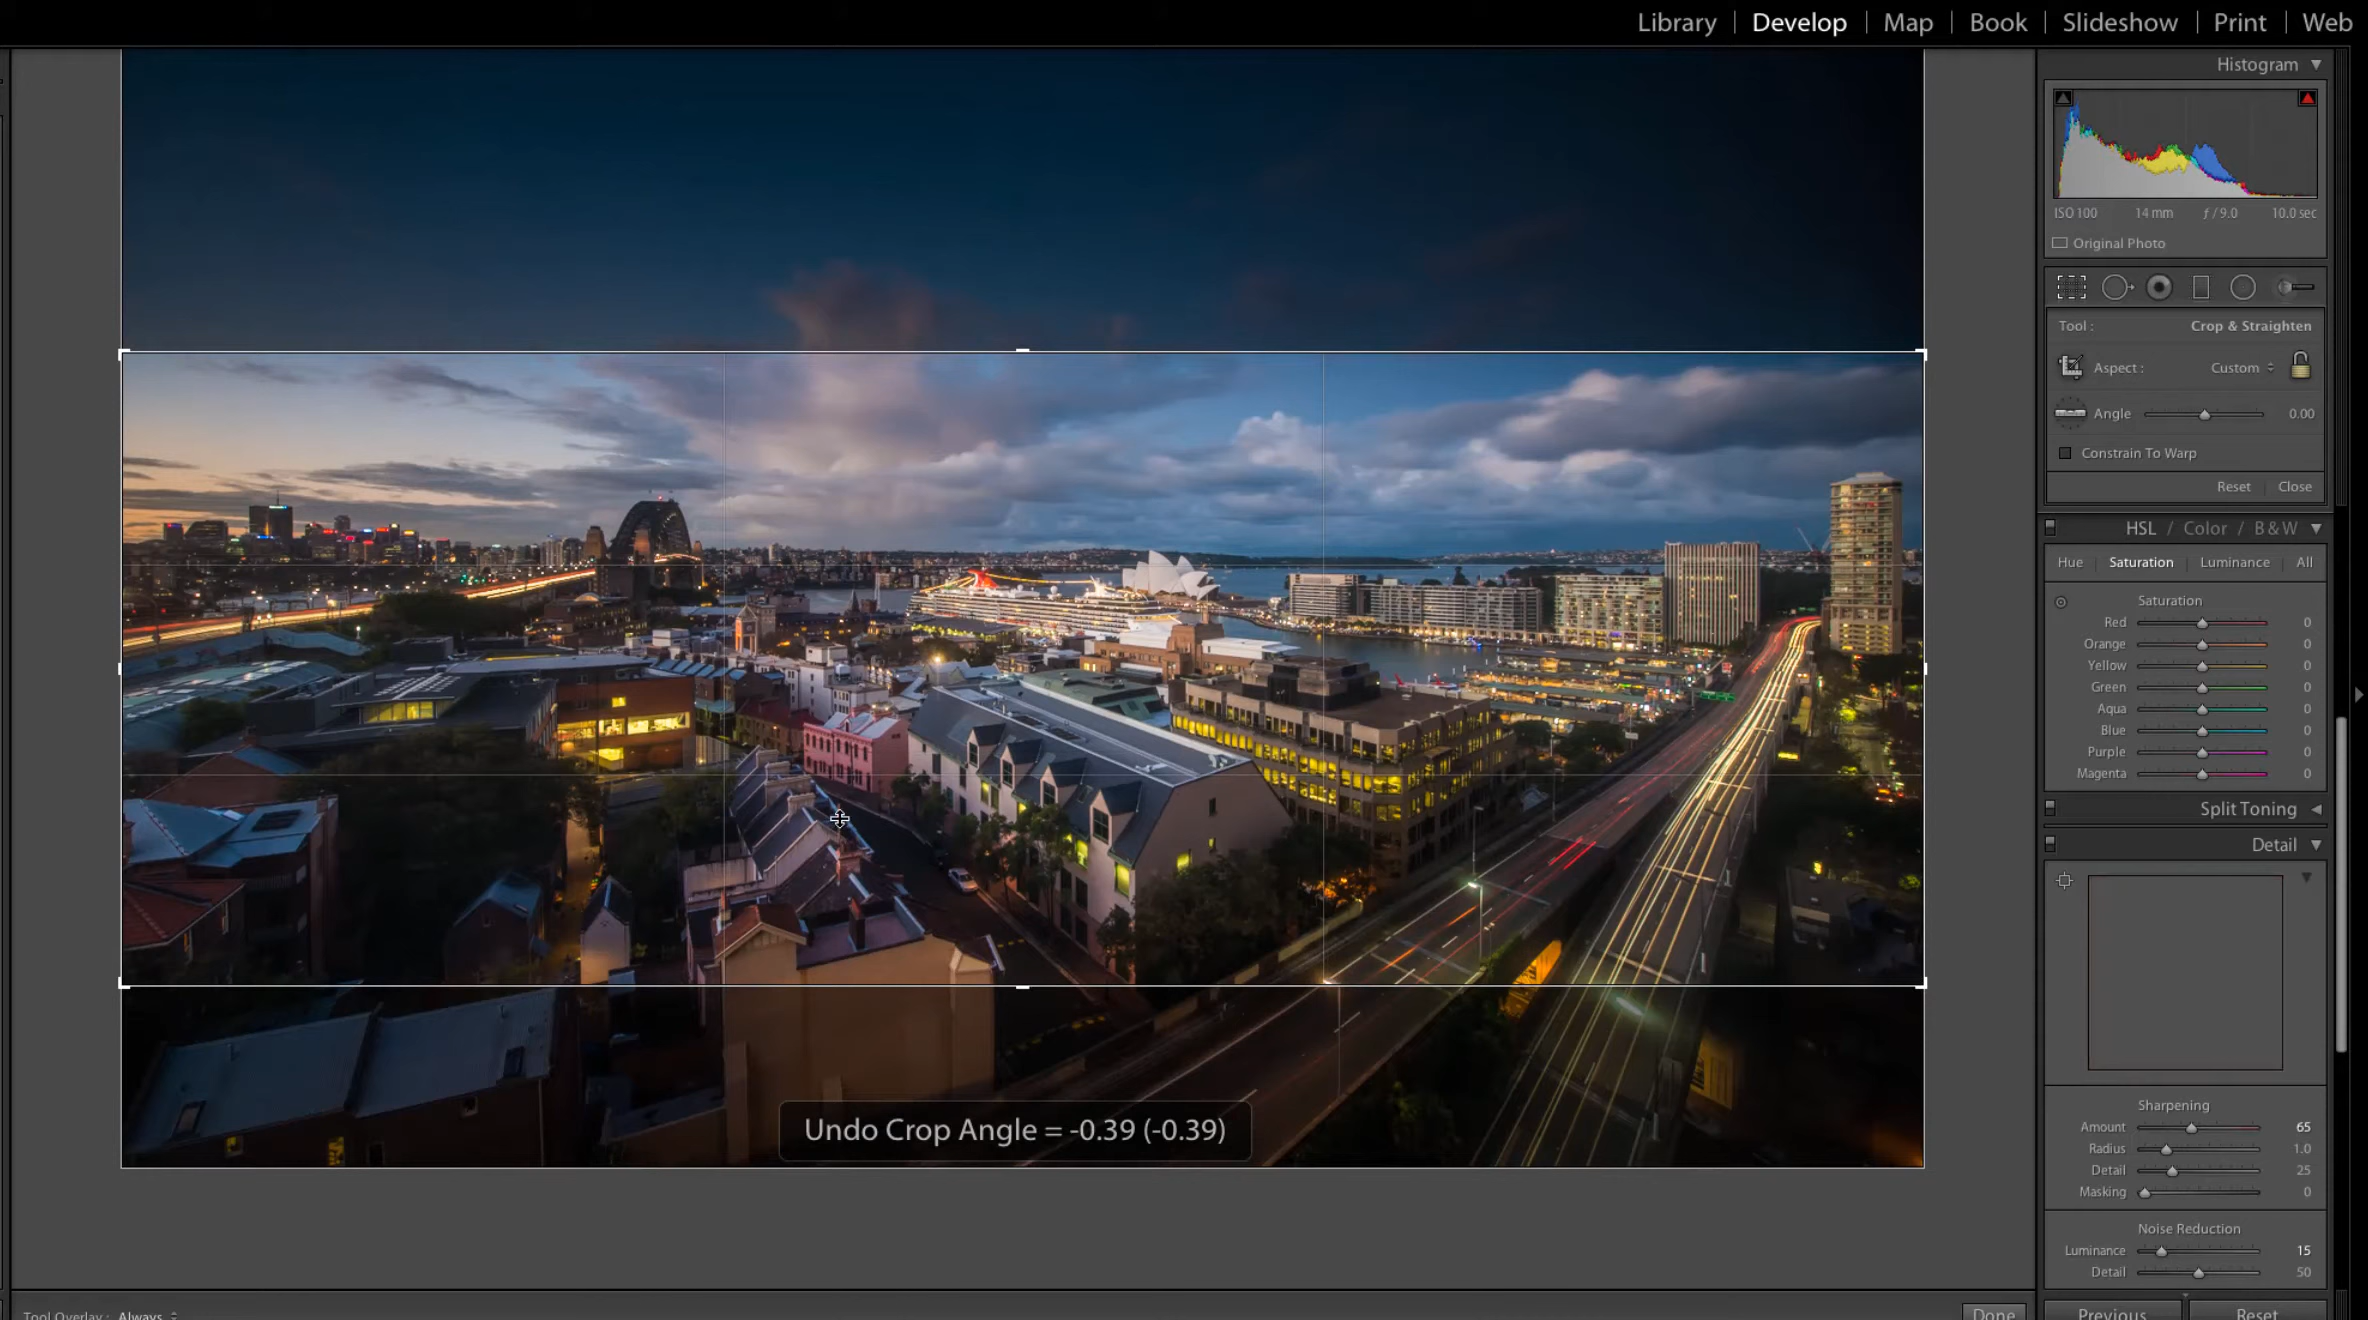 Library | Develop | Map | Book | Slideshow | Print | Web
Histogram
ISO 100 14 mm ƒ / 9.0 10.0 sec
Original Photo
Tool : Crop & Straighten
Aspect : Custom
Angle 0.00
Constrain To Warp
Reset Close
HSL / Color / B & W
Hue Saturation Luminance All
Saturation
Red 0
Orange 0
Yellow 0
Green 0
Aqua 0
Blue 0
Purple 0
Magenta 0
Split Toning
Detail
Sharpening
Amount 65
Radius 1.0
Detail 25
Masking 0
Noise Reduction
Luminance 15
Detail 50
Undo Crop Angle = -0.39 (-0.39)
Tool Overlay : Always
Done
Previous Reset